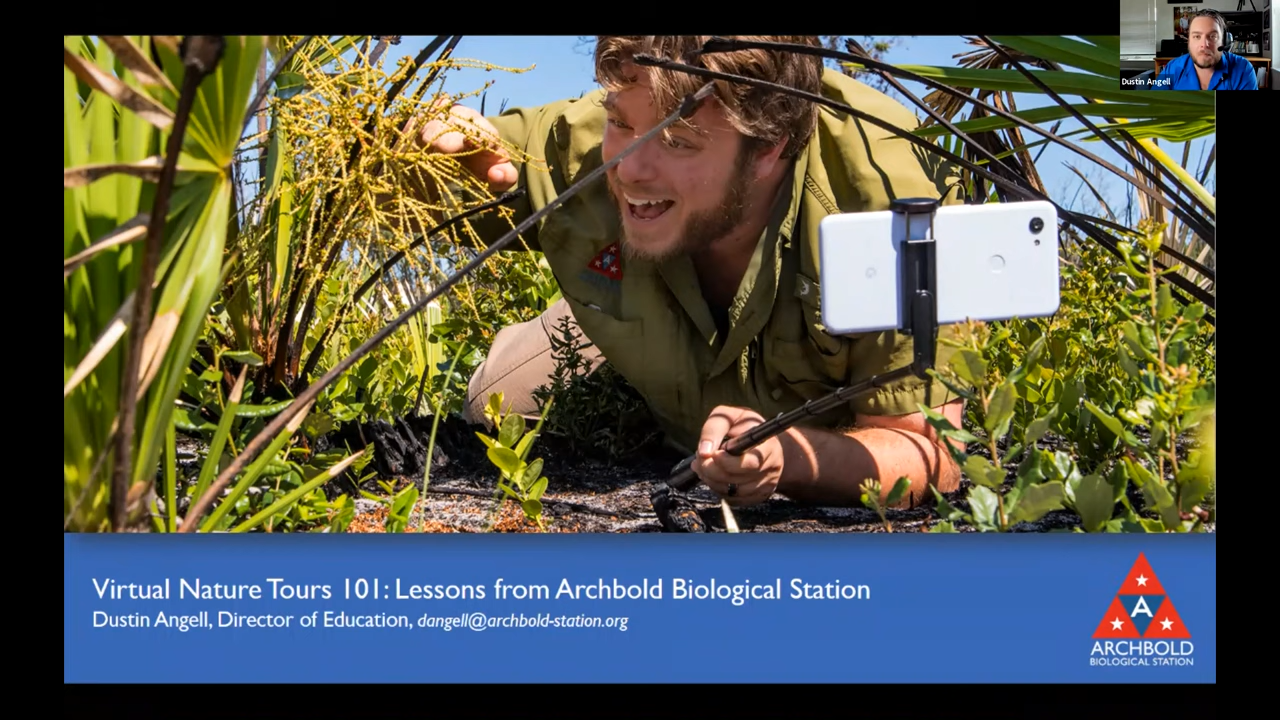 Dustin Angell
Virtual Nature Tours 101: Lessons from Archbold Biological Station
Dustin Angell, Director of Education, dangell@archbold-station.org
A
ARCHBOLD
BIOLOGICAL STATION